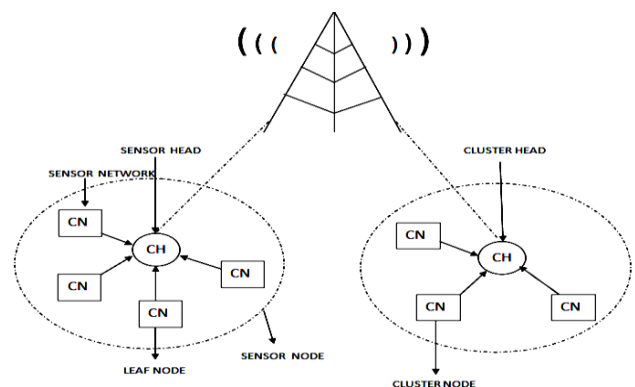 SENSOR HEAD
CLUSTER HEAD
SENSOR NETWORK
CN
CH
CN
CN
CN
CN
CH
CN
CN
SENSOR NODE
LEAF NODE
CLUSTER NODE